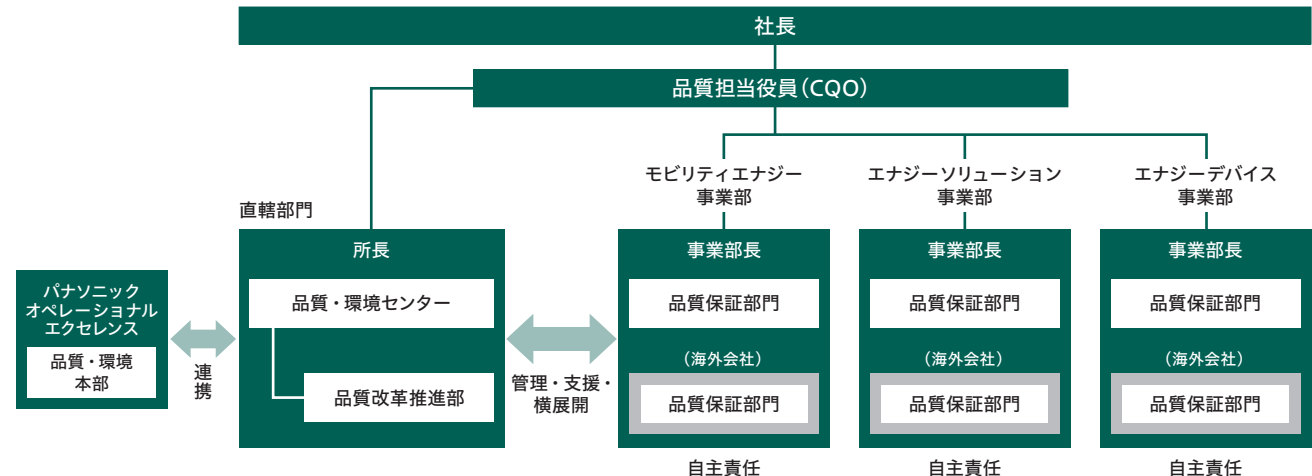 社長
品質担当役員（CQO）
モビリティエナジー
事業部
エナジーソリューション
事業部
エナジーデバイス
事業部
直轄部門
所長
品質・環境センター
品質改革推進部
パナソニック
オペレーショナル
エクセレンス
品質・環境
本部
連
携
管理・支援・
横展開
事業部長
品質保証部門
（海外会社）
品質保証部門
自主責任
事業部長
品質保証部門
（海外会社）
品質保証部門
自主責任
事業部長
品質保証部門
（海外会社）
品質保証部門
自主責任